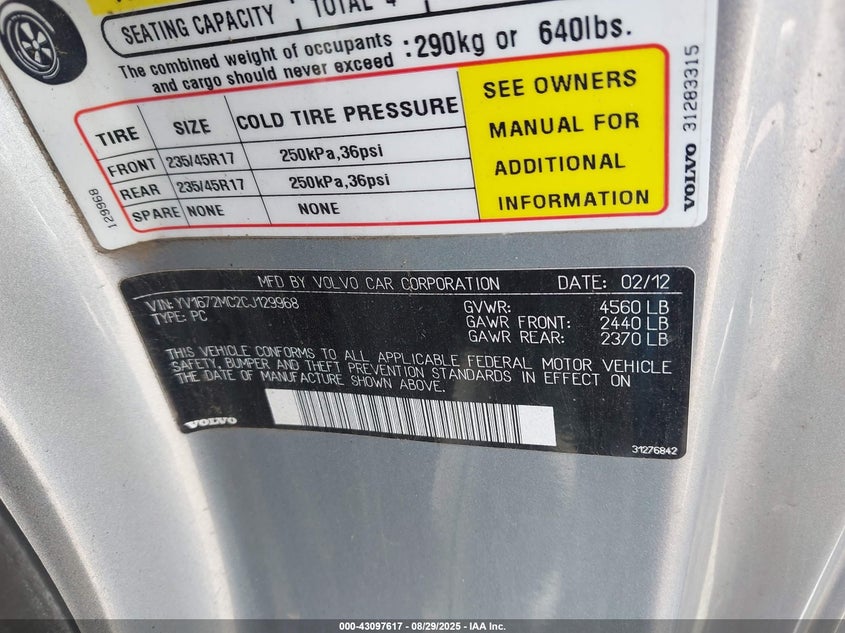 SEATING CAPACITY TOTAL 4
The combined weight of occupants
and cargo should never exceed : 290kg or 640lbs.
TIRE SIZE COLD TIRE PRESSURE
FRONT 235/45R17 250kPa,36psi
REAR 235/45R17 250kPa,36psi
SPARE NONE NONE
SEE OWNERS
MANUAL FOR
ADDITIONAL
INFORMATION
129968
VOLVO 31283315
MFD BY VOLVO CAR CORPORATION DATE: 02/12
VIN: YV1672MC2CJ129968
TYPE: PC
GVWR: 4560 LB
GAWR FRONT: 2440 LB
GAWR REAR: 2370 LB
THIS VEHICLE CONFORMS TO ALL APPLICABLE FEDERAL MOTOR VEHICLE
SAFETY, BUMPER AND THEFT PREVENTION STANDARDS IN EFFECT ON
THE DATE OF MANUFACTURE SHOWN ABOVE.
VOLVO
31276842
000-43097617 - 08/29/2025 - IAA Inc.